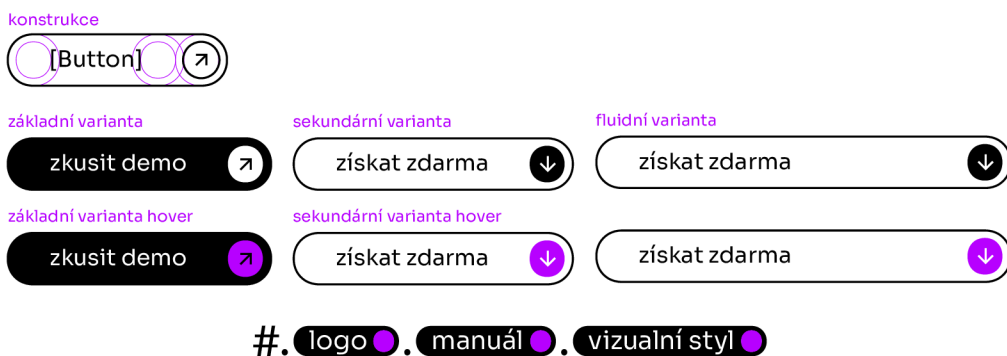 konstrukce
[Button]
základní varianta sekundární varianta fluidní varianta
zkusit demo získat zdarma získat zdarma
základní varianta hover sekundární varianta hover
zkusit demo získat zdarma získat zdarma
#. logo . manuál . vizualní styl